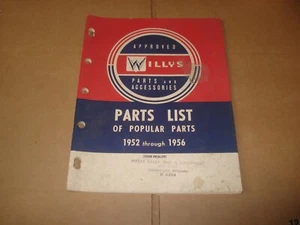 APPROVED
WILLYS
PARTS AND
ACCESSORIES
PARTS LIST
OF POPULAR PARTS
1952 through 1956